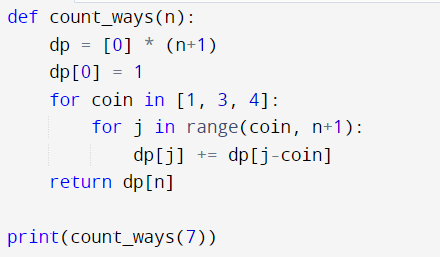 def count_ways(n):
    dp = [0] * (n+1)
    dp[0] = 1
    for coin in [1, 3, 4]:
        for j in range(coin, n+1):
            dp[j] += dp[j-coin]
    return dp[n]

print(count_ways(7))